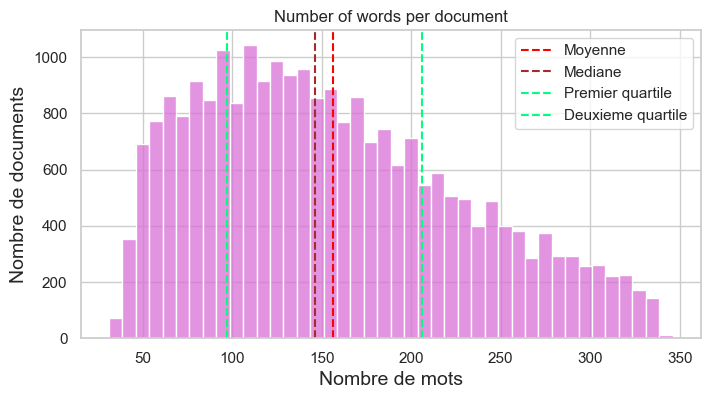 Number of words per document
Moyenne
Mediane
Premier quartile
Deuxieme quartile
Nombre de documents
1000
800
600
400
200
0
50
100
150
200
250
300
350
Nombre de mots